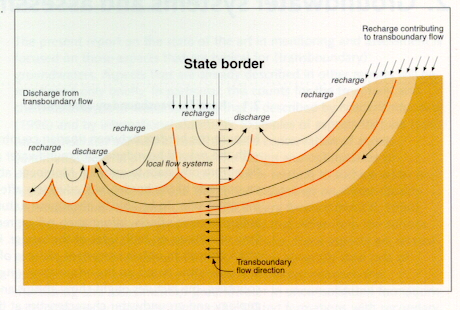 Recharge contributing
to transboundary flow
State border
recharge
Discharge from
transboundary flow
recharge
recharge
discharge
recharge
discharge
recharge
local flow systems
Transboundary
flow direction